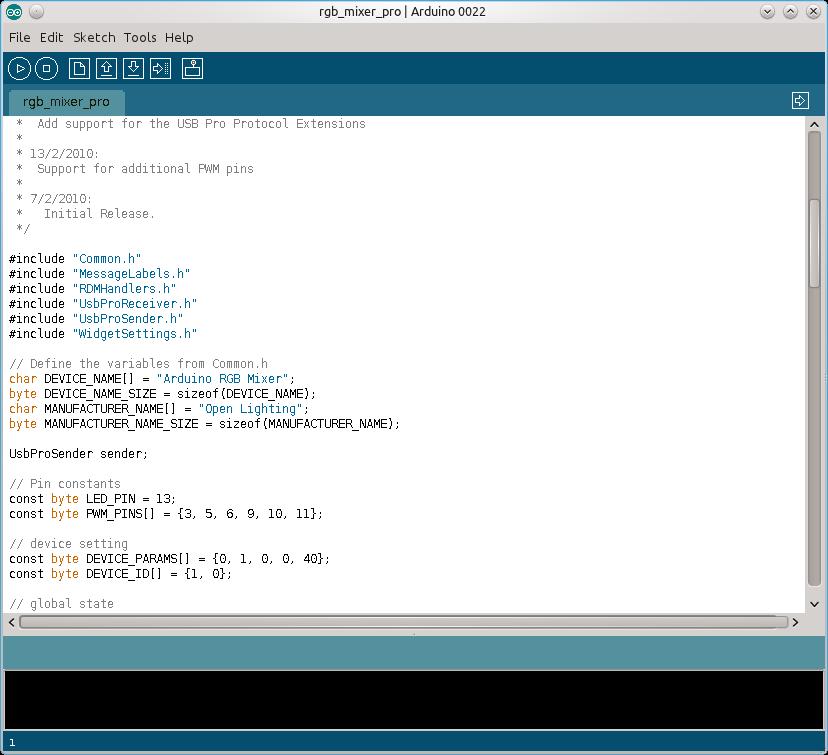 rgb_mixer_pro | Arduino 0022
File Edit Sketch Tools Help
rgb_mixer_pro
 *  Add support for the USB Pro Protocol Extensions
 *
 * 13/2/2010:
 *  Support for additional PWM pins
 *
 * 7/2/2010:
 *   Initial Release.
 */
#include "Common.h"
#include "MessageLabels.h"
#include "RDMHandlers.h"
#include "UsbProReceiver.h"
#include "UsbProSender.h"
#include "WidgetSettings.h"
// Define the variables from Common.h
char DEVICE_NAME[] = "Arduino RGB Mixer";
byte DEVICE_NAME_SIZE = sizeof(DEVICE_NAME);
char MANUFACTURER_NAME[] = "Open Lighting";
byte MANUFACTURER_NAME_SIZE = sizeof(MANUFACTURER_NAME);
UsbProSender sender;
// Pin constants
const byte LED_PIN = 13;
const byte PWM_PINS[] = {3, 5, 6, 9, 10, 11};
// device setting
const byte DEVICE_PARAMS[] = {0, 1, 0, 0, 40};
const byte DEVICE_ID[] = {1, 0};
// global state
1